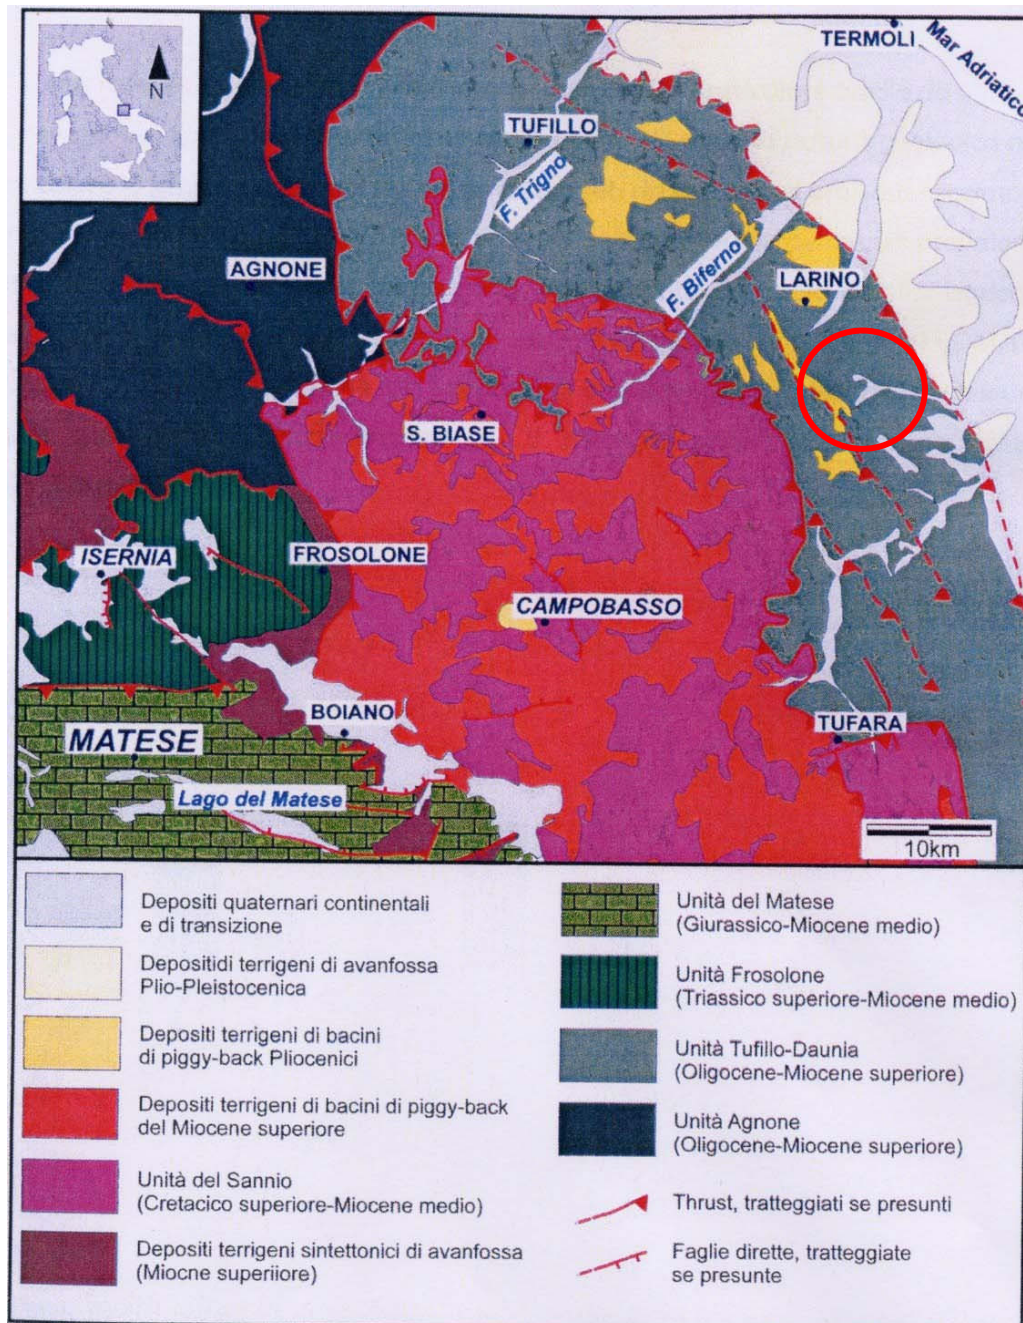 N
TERMOLI
Mar Adriatico
TUFILLO
F. Trigno
AGNONE
F. Biferno
LARINO
S. BIASE
ISERNIA
FROSOLONE
CAMPOBASSO
BOIANO
MATESE
TUFARA
Lago del Matese
10km
Depositi quaternari continentali
e di transizione
Depositidi terrigeni di avanfossa
Plio-Pleistocenica
Depositi terrigeni di bacini
di piggy-back Pliocenici
Depositi terrigeni di bacini di piggy-back
del Miocene superiore
Unità del Sannio
(Cretacico superiore-Miocene medio)
Depositi terrigeni sintettonici di avanfossa
(Miocne superiiore)
Unità del Matese
(Giurassico-Miocene medio)
Unità Frosolone
(Triassico superiore-Miocene medio)
Unità Tufillo-Daunia
(Oligocene-Miocene superiore)
Unità Agnone
(Oligocene-Miocene superiore)
Thrust, tratteggiati se presunti
Faglie dirette, tratteggiate
se presunte